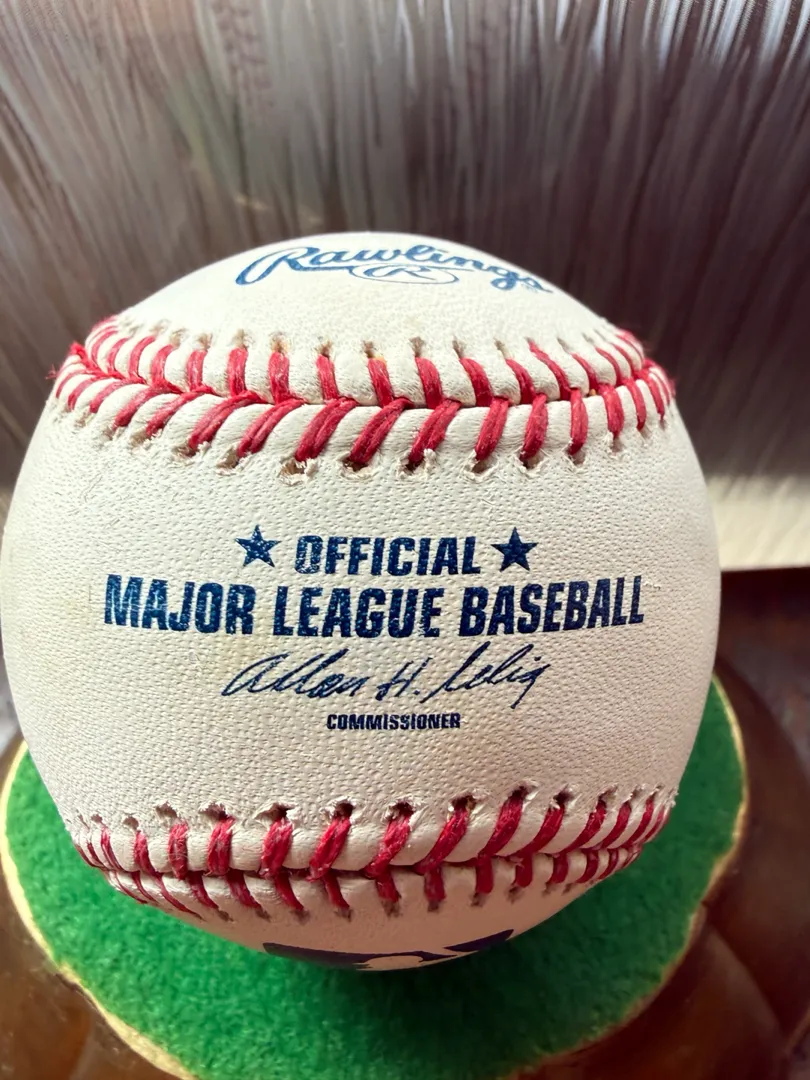 Rawlings
R
★ OFFICIAL ★
MAJOR LEAGUE BASEBALL
Allan H. Selig
COMMISSIONER